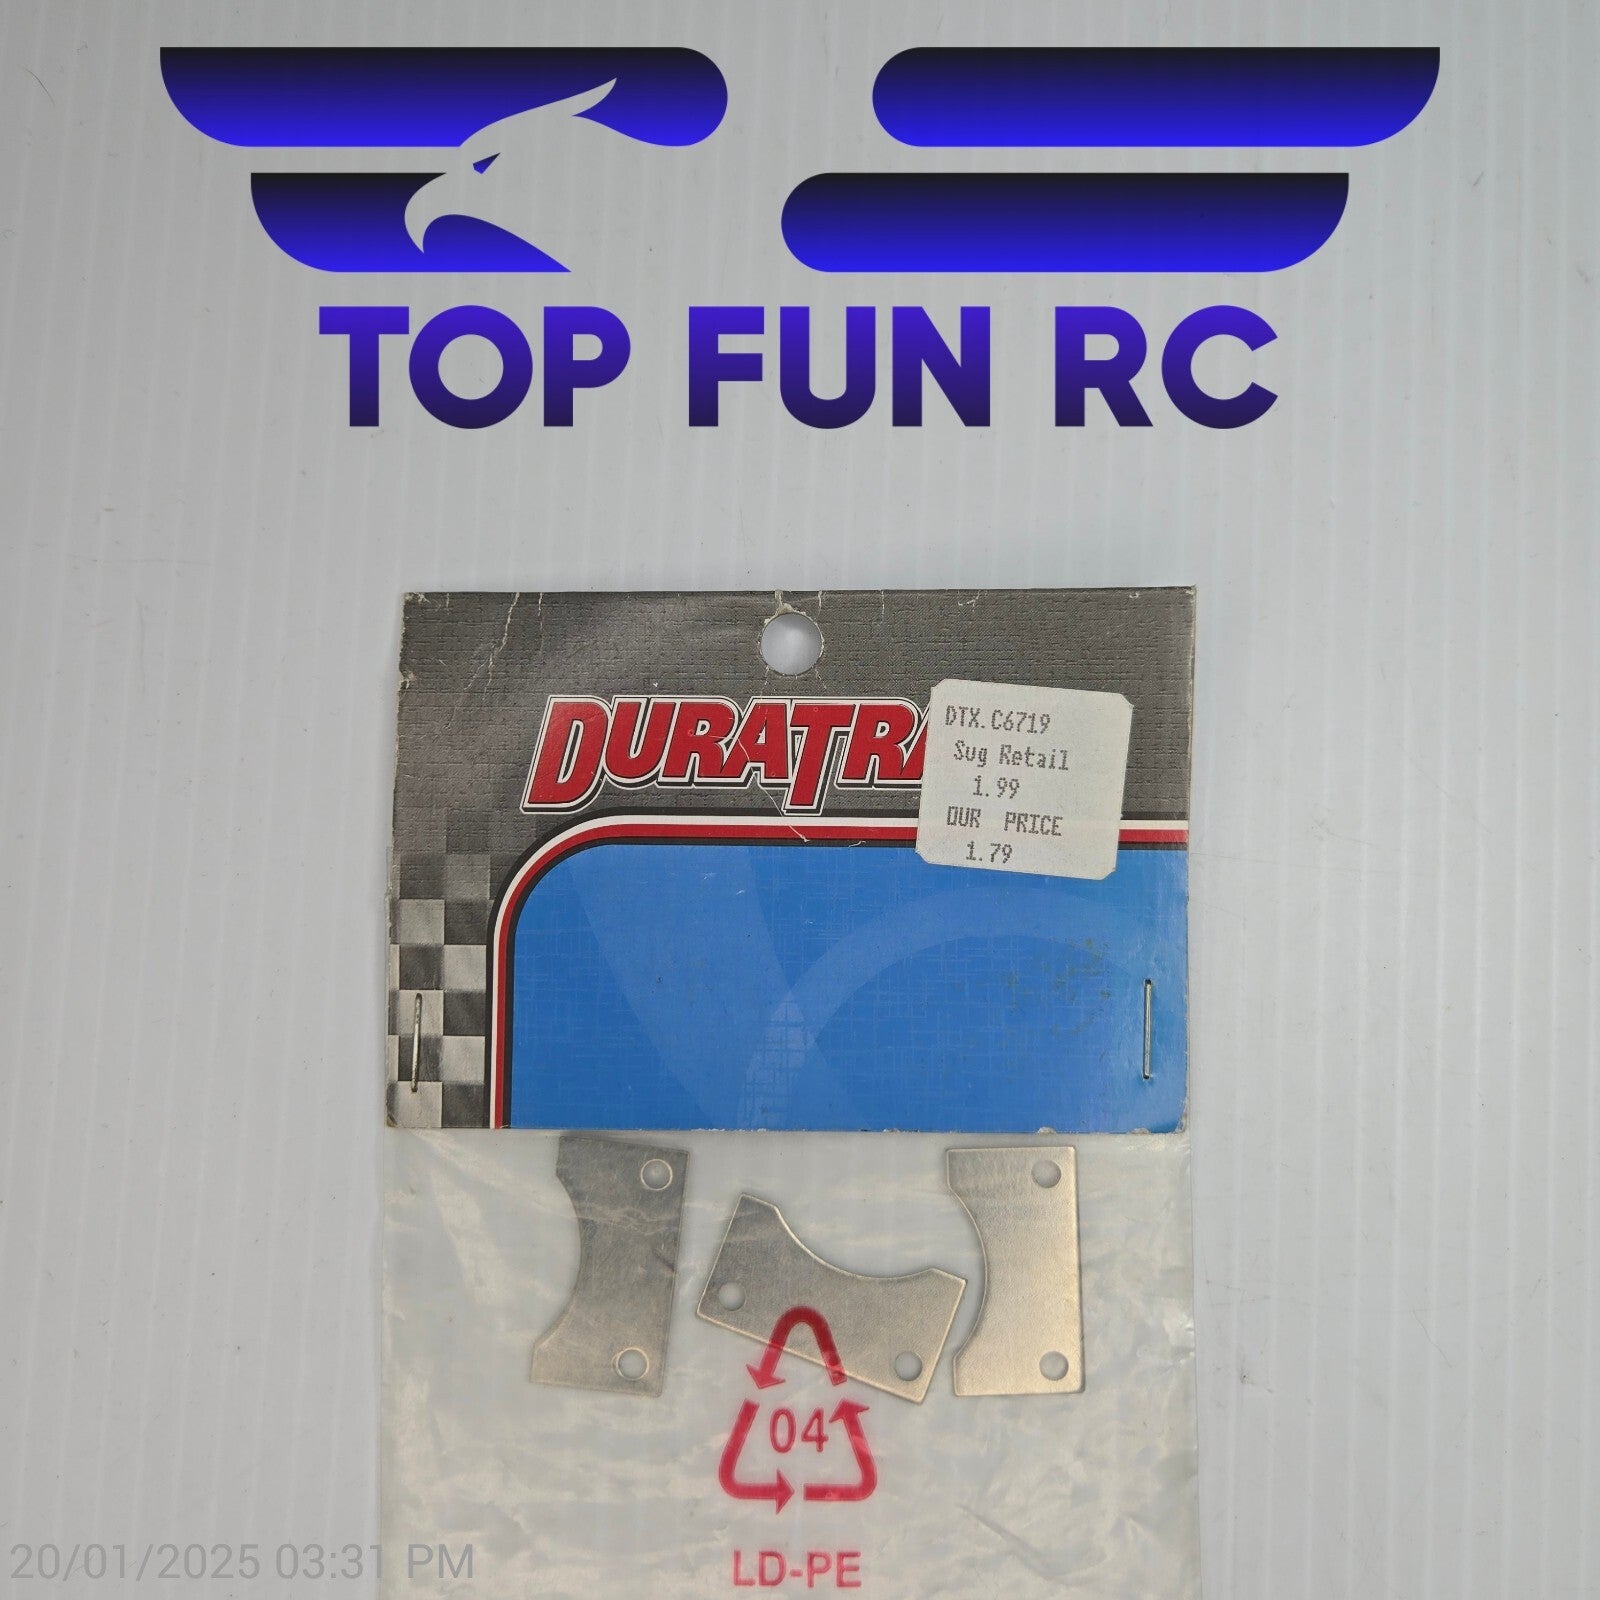 TOP FUN RC
DURATRA
DTX.C6719
Sug Retail
1.99
OUR PRICE
1.79
04
LD-PE
20/01/2025 03:31 PM